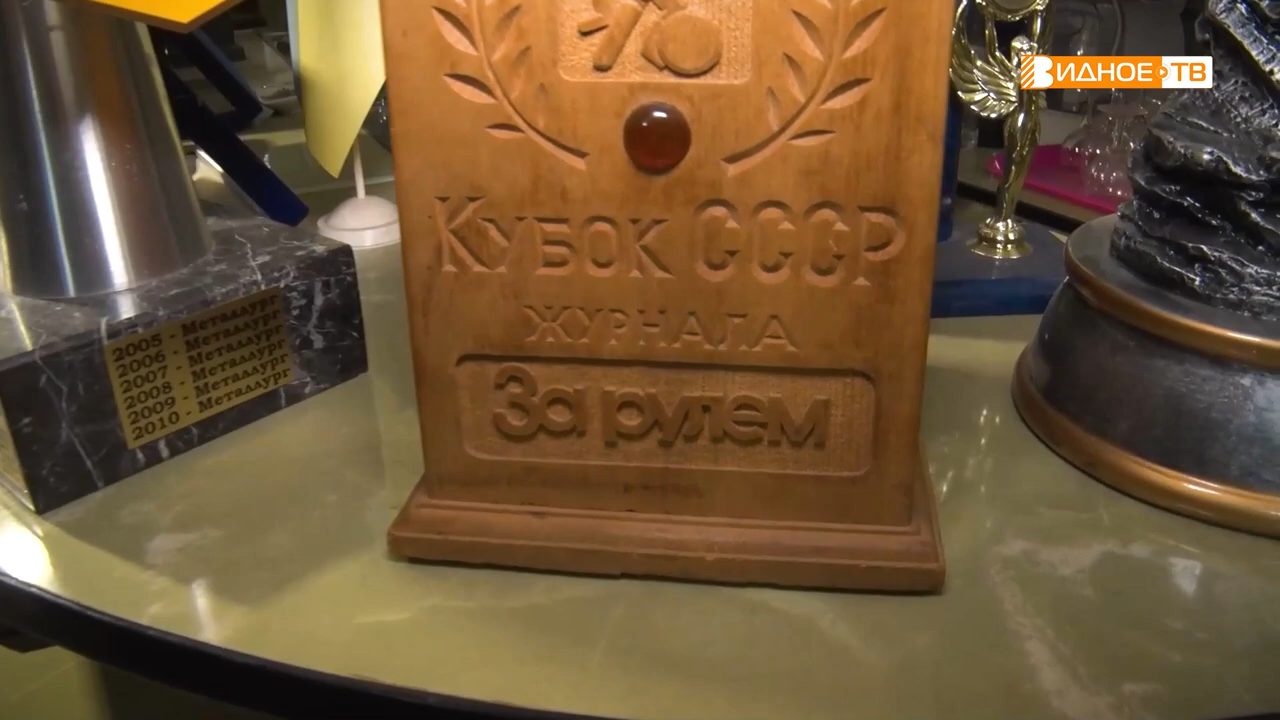 ВИДНОЕ ТВ
КУБОК СССР
ЖУРНАЛА
За рулем
2005 - Металлург
2006 - Металлург
2007 - Металлург
2008 - Металлург
2009 - Металлург
2010 - Металлург